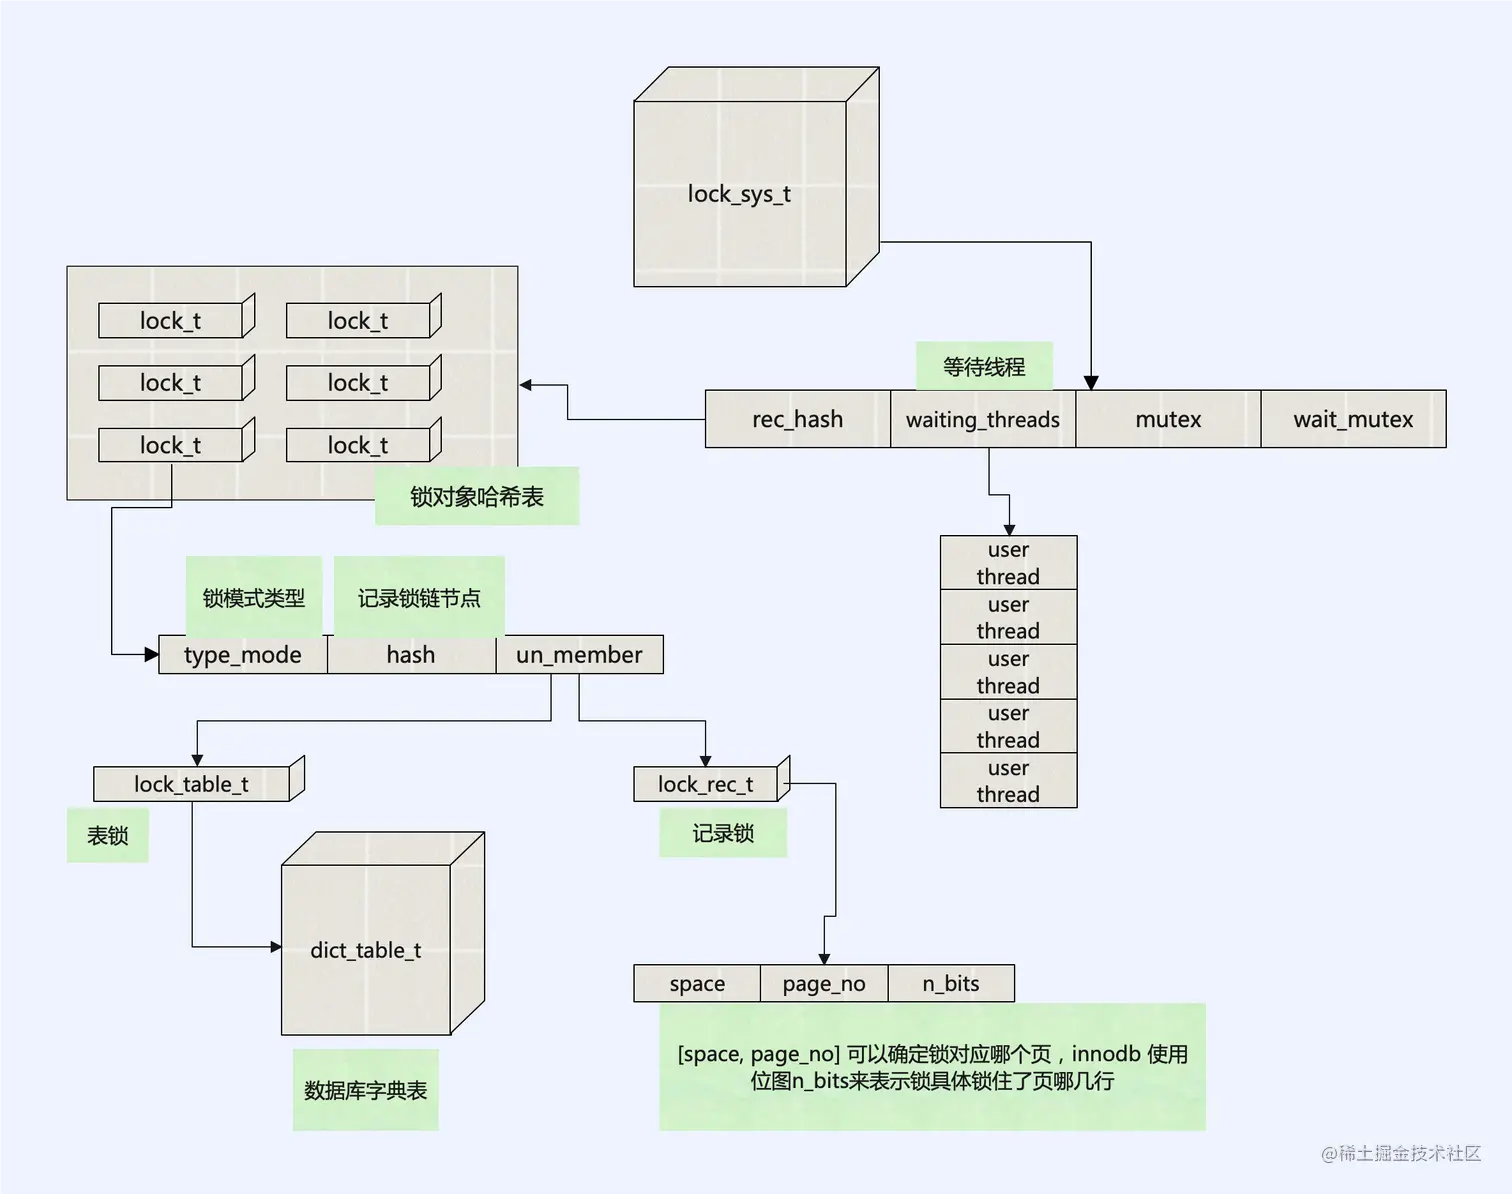 lock_sys_t
lock_t
lock_t
lock_t
lock_t
lock_t
lock_t
锁对象哈希表
等待线程
rec_hash
waiting_threads
mutex
wait_mutex
user
thread
user
thread
user
thread
user
thread
user
thread
锁模式类型
记录锁链节点
type_mode
hash
un_member
lock_table_t
表锁
lock_rec_t
记录锁
dict_table_t
数据库字典表
space
page_no
n_bits
[space, page_no] 可以确定锁对应哪个页，innodb 使用
位图n_bits来表示锁具体锁住了页哪几行
@稀土掘金技术社区